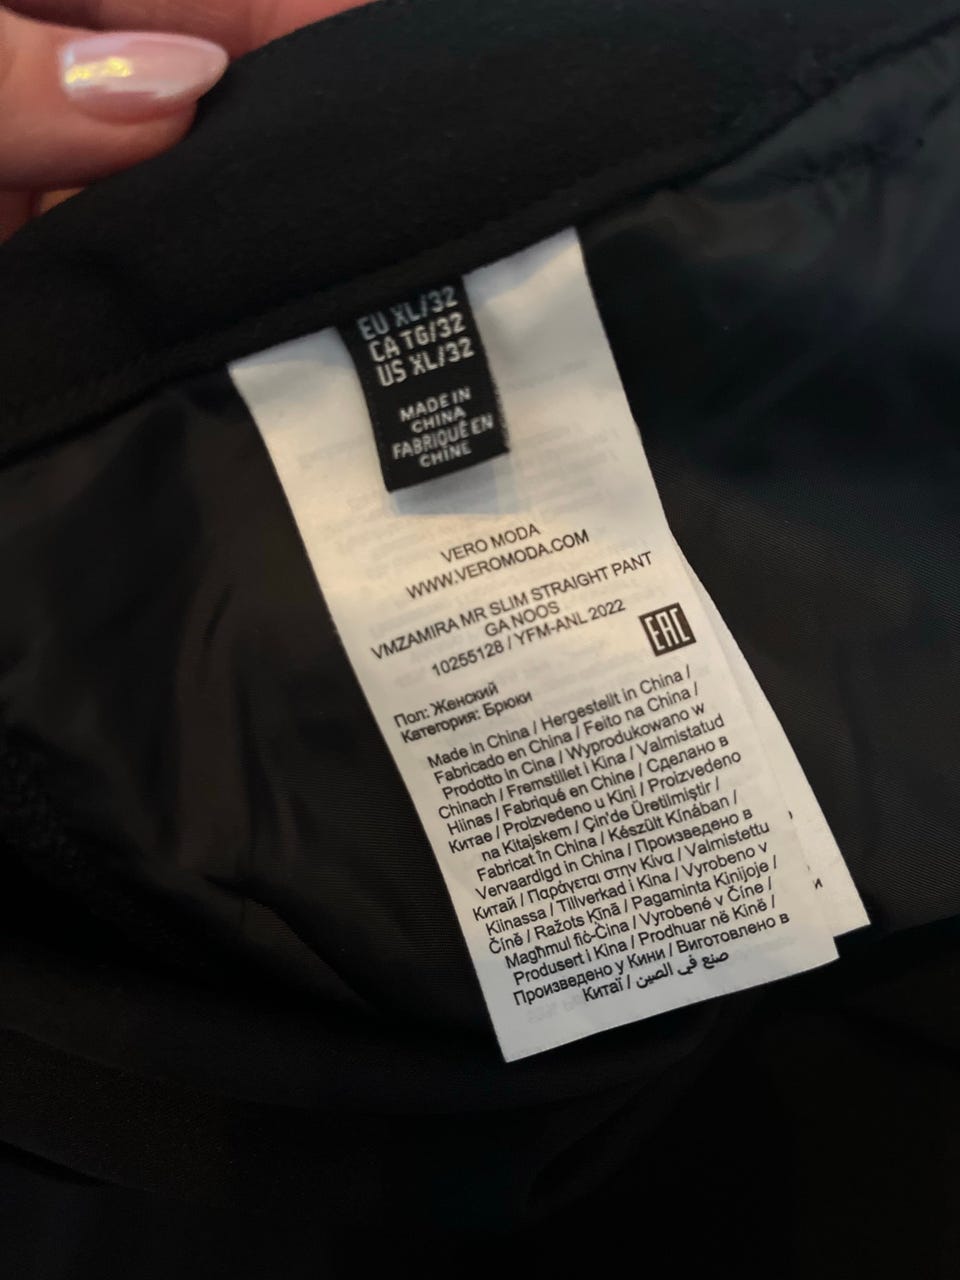 EU XL/32
CA TG/32
US XL/32
MADE IN
CHINA
FABRIQUÉ EN
CHINE
VERO MODA
WWW.VEROMODA.COM
VMZAMIRA MR SLIM STRAIGHT PANT
GA NOOS
10255128 / YFM-ANL 2022
EAC
Пол: Женский
Категория: Брюки
Made in China / Hergestellt in China /
Fabricado en China / Feito na China /
Prodotto in Cina / Wyprodukowano w
Chinach / Fremstillet i Kina / Valmistatud
Hiinas / Fabriqué en Chine / Сделано в
Китае / Proizvedeno u Kini / Proizvedeno
na Kitajskem / Çin'de Üretilmiştir /
Fabricat în China / Készült Kínában /
Vervaardigd in China / Произведено в
Китай / Παράγεται στην Κίνα / Valmistettu
Kiinassa / Tillverkad i Kina / Vyrobeno v
Číně / Ražots Ķīnā / Pagaminta Kinijoje /
Magħmul fiċ-Ċina / Vyrobené v Číne /
Produsert i Kina / Prodhuar në Kinë /
Произведено у Кини / Виготовлено в
Китаї / صنع في الصين